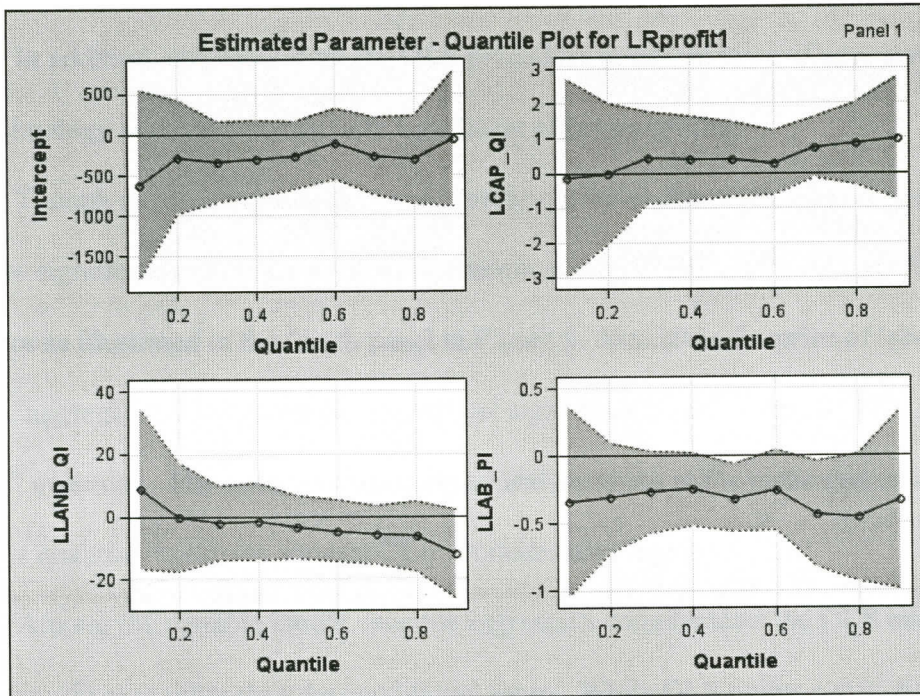 Estimated Parameter - Quantile Plot for LRprofit1
Panel 1
Intercept
500
0
-500
-1000
-1500
0.2 0.4 0.6 0.8
Quantile
LCAP_QI
3
2
1
0
-1
-2
-3
0.2 0.4 0.6 0.8
Quantile
LLAND_QI
40
20
0
-20
0.2 0.4 0.6 0.8
Quantile
LLAB_PI
0.5
0
-0.5
-1
0.2 0.4 0.6 0.8
Quantile